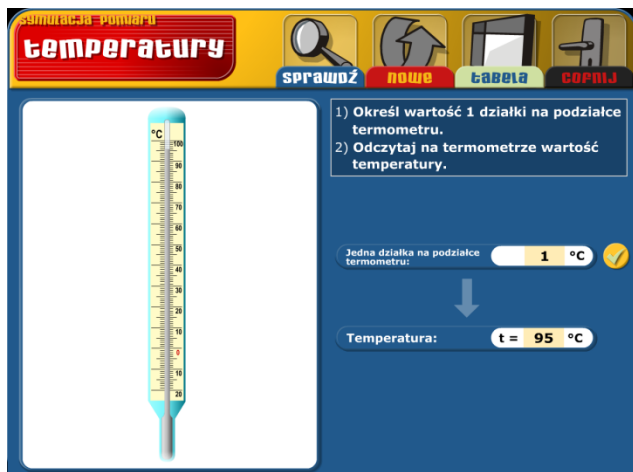 symulacja pomiaru
temperatury
sprawdź
nowe
tabela
cofnij
1) Określ wartość 1 działki na podziałce
termometru.
2) Odczytaj na termometrze wartość
temperatury.
°C
100
90
80
70
60
50
40
30
20
10
0
10
20
Jedna działka na podziałce
termometru:
1 °C
Temperatura:
t = 95 °C